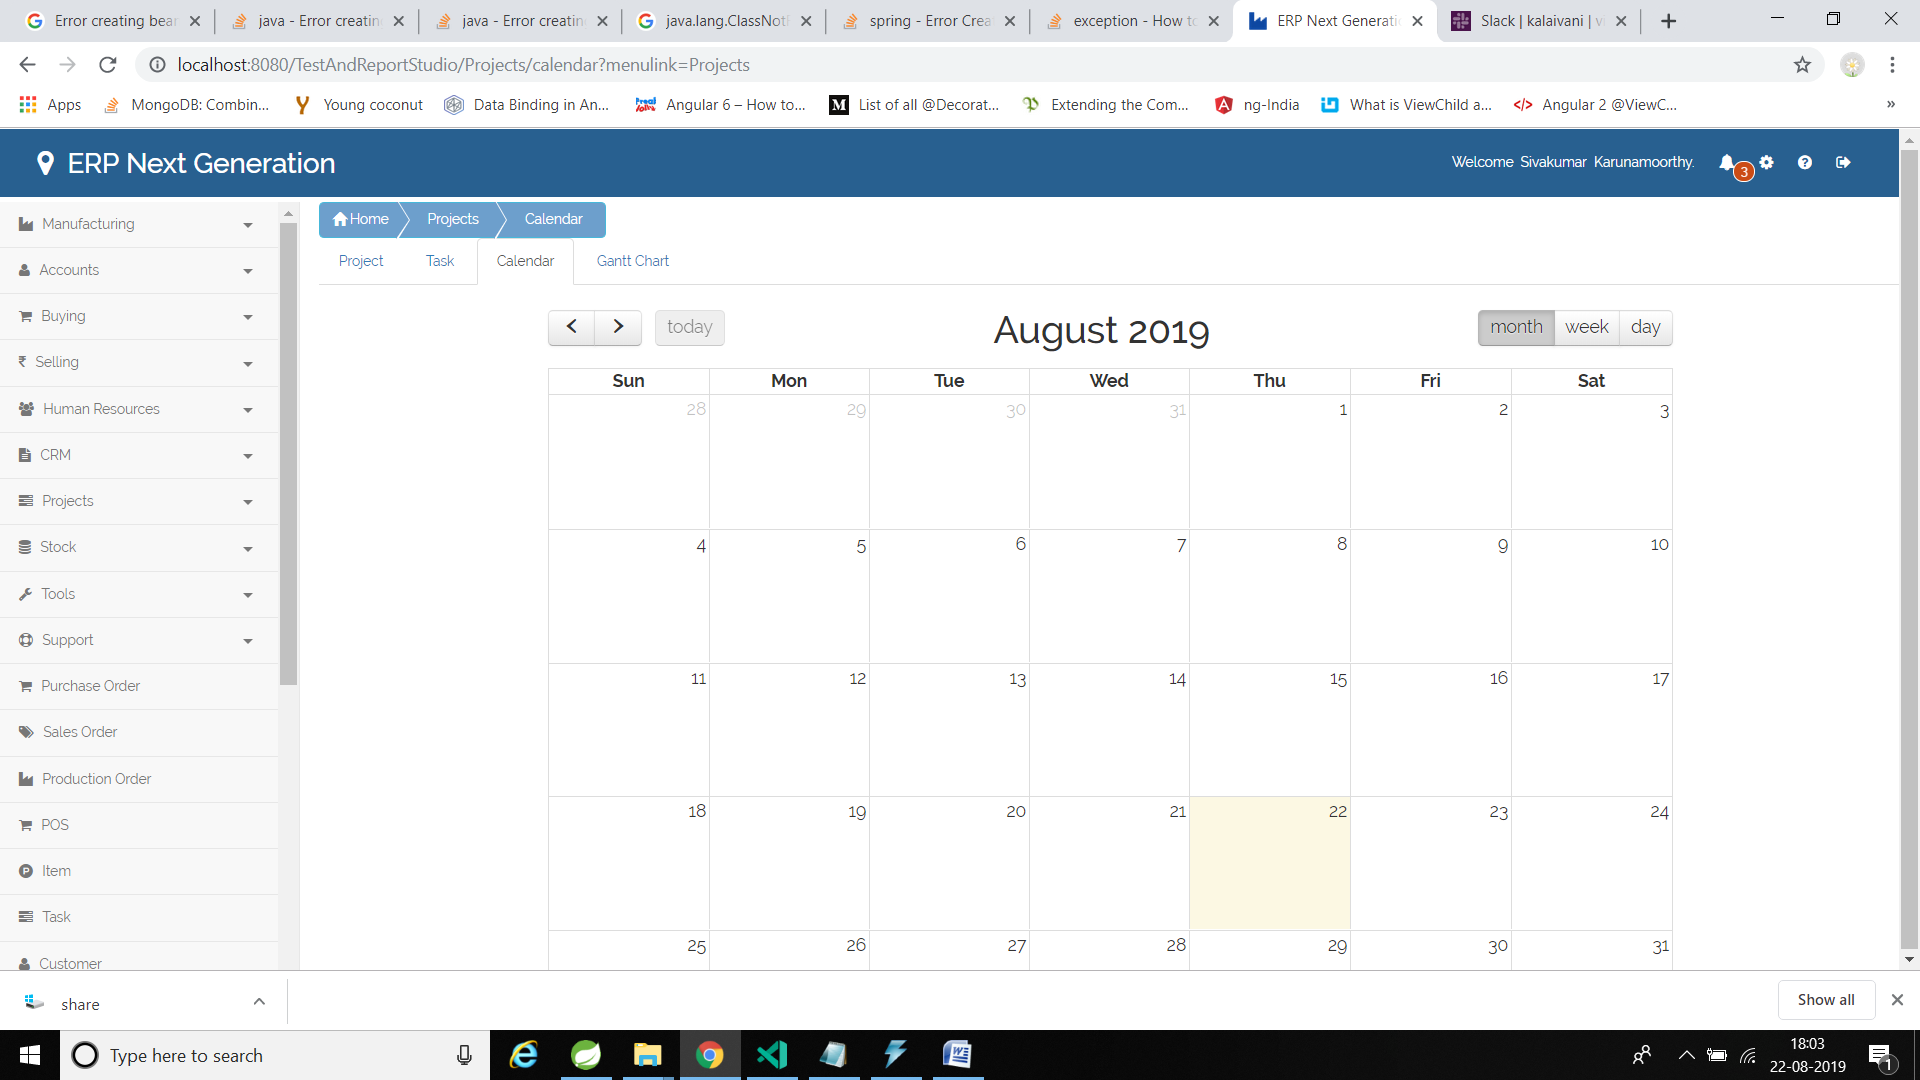 Error creating bear
java - Error creatin
java - Error creatin
java.lang.ClassNotF
spring - Error Crea
exception - How to
ERP Next Generati
Slack | kalaivani | v
localhost:8080/TestAndReportStudio/Projects/calendar?menulink=Projects
Apps
MongoDB: Combin...
Young coconut
Data Binding in An...
Angular 6 – How to...
List of all @Decorat...
Extending the Com...
ng-India
What is ViewChild a...
Angular 2 @ViewC...
»
ERP Next Generation
Welcome Sivakumar Karunamoorthy.
3
Manufacturing
Accounts
Buying
Selling
Human Resources
CRM
Projects
Stock
Tools
Support
Purchase Order
Sales Order
Production Order
POS
Item
Task
Customer
Home Projects Calendar
Project Task Calendar Gantt Chart
today
August 2019
month week day
Sun Mon Tue Wed Thu Fri Sat
28 29 30 31 1 2 3
4 5 6 7 8 9 10
11 12 13 14 15 16 17
18 19 20 21 22 23 24
25 26 27 28 29 30 31
share
Show all
Type here to search
18:03
22-08-2019
1